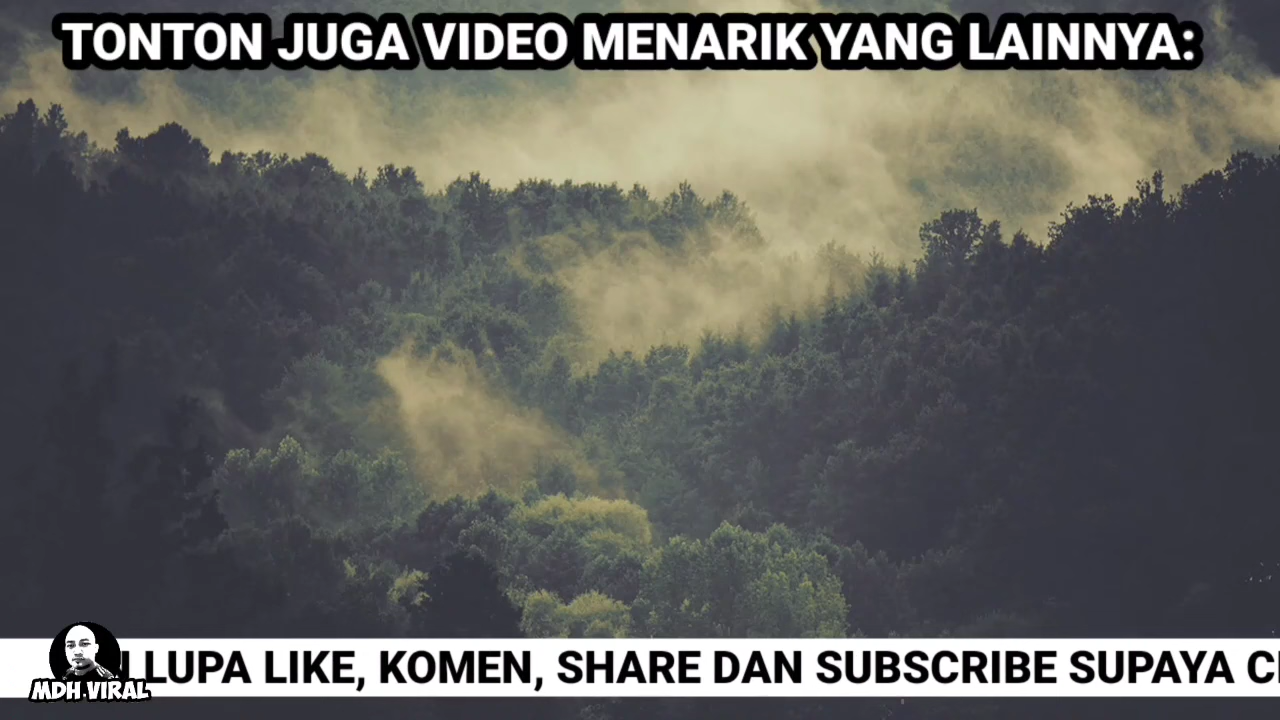 TONTON JUGA VIDEO MENARIK YANG LAINNYA:
LUPA LIKE, KOMEN, SHARE DAN SUBSCRIBE SUPAYA
MDH VIRAL